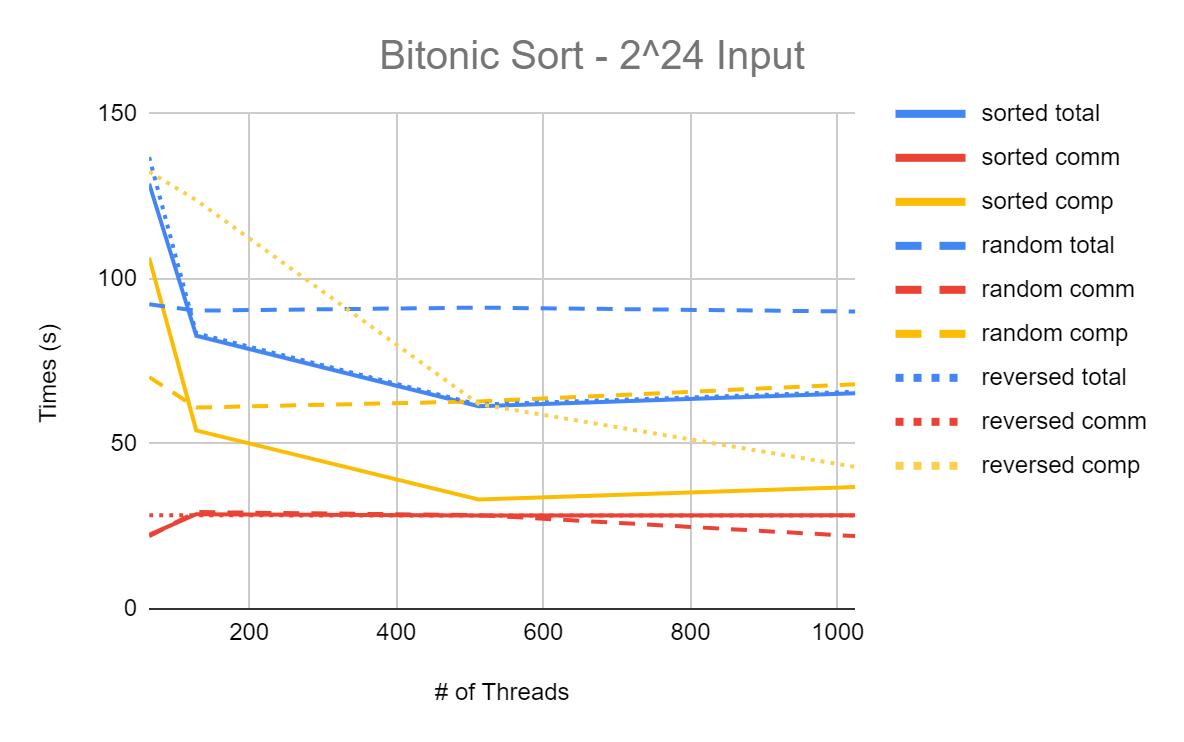 Bitonic Sort - 2^24 Input
150
100
50
0
Times (s)
200
400
600
800
1000
# of Threads
sorted total
sorted comm
sorted comp
random total
random comm
random comp
reversed total
reversed comm
reversed comp